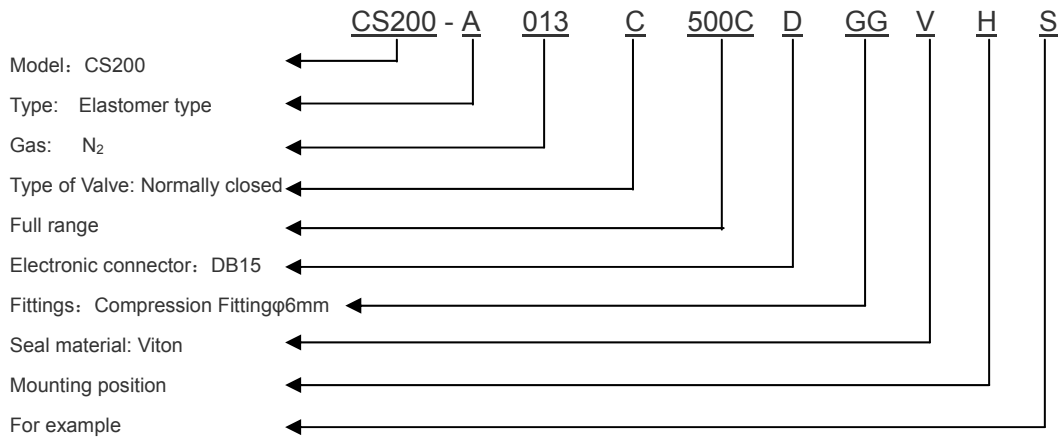 CS200 - A 013 C 500C D GG V H S
Model：CS200
Type: Elastomer type
Gas: N₂
Type of Valve: Normally closed
Full range
Electronic connector：DB15
Fittings：Compression Fittingφ6mm
Seal material: Viton
Mounting position
For example